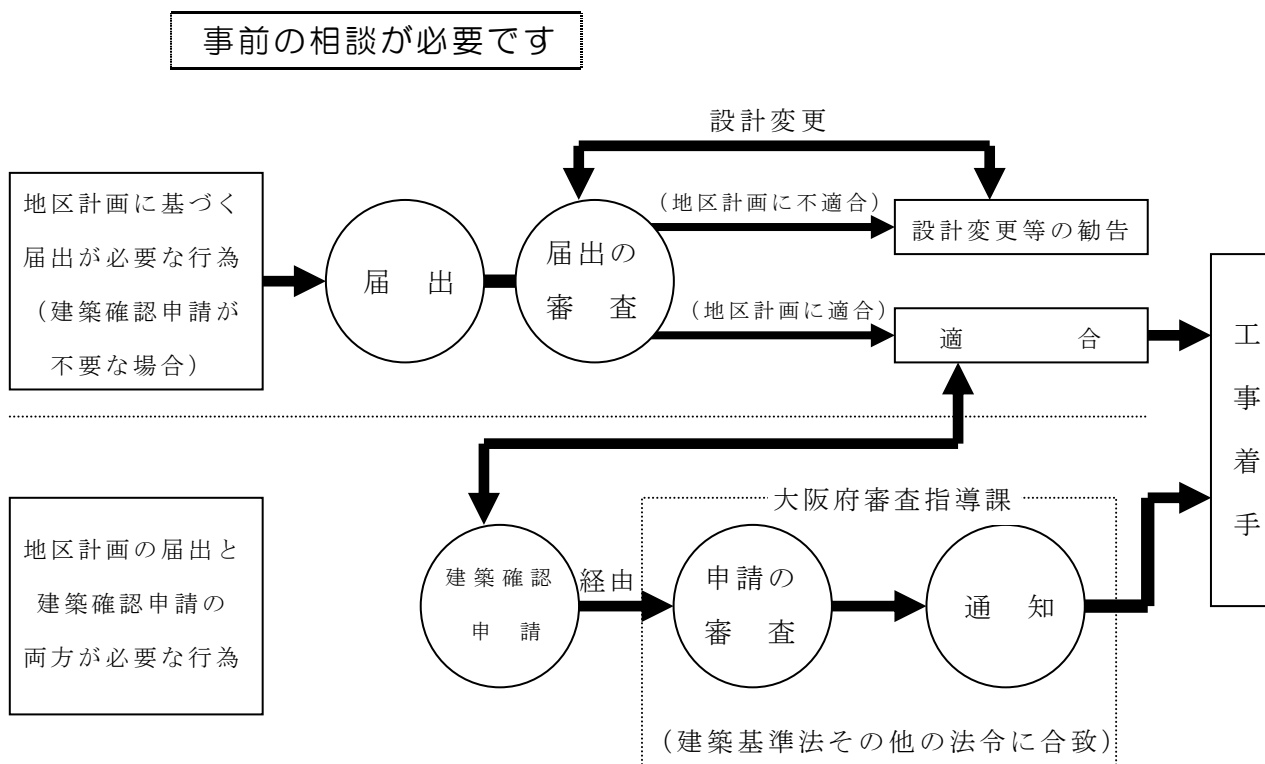 事前の相談が必要です
設計変更
地区計画に基づく
届出が必要な行為
（建築確認申請が
不要な場合）
届 出
届出の
審 査
（地区計画に不適合）
設計変更等の勧告
（地区計画に適合）
適 合
工
事
着
手
地区計画の届出と
建築確認申請の
両方が必要な行為
建築確認
申 請
経由
大阪府審査指導課
申請の
審 査
通 知
（建築基準法その他の法令に合致）